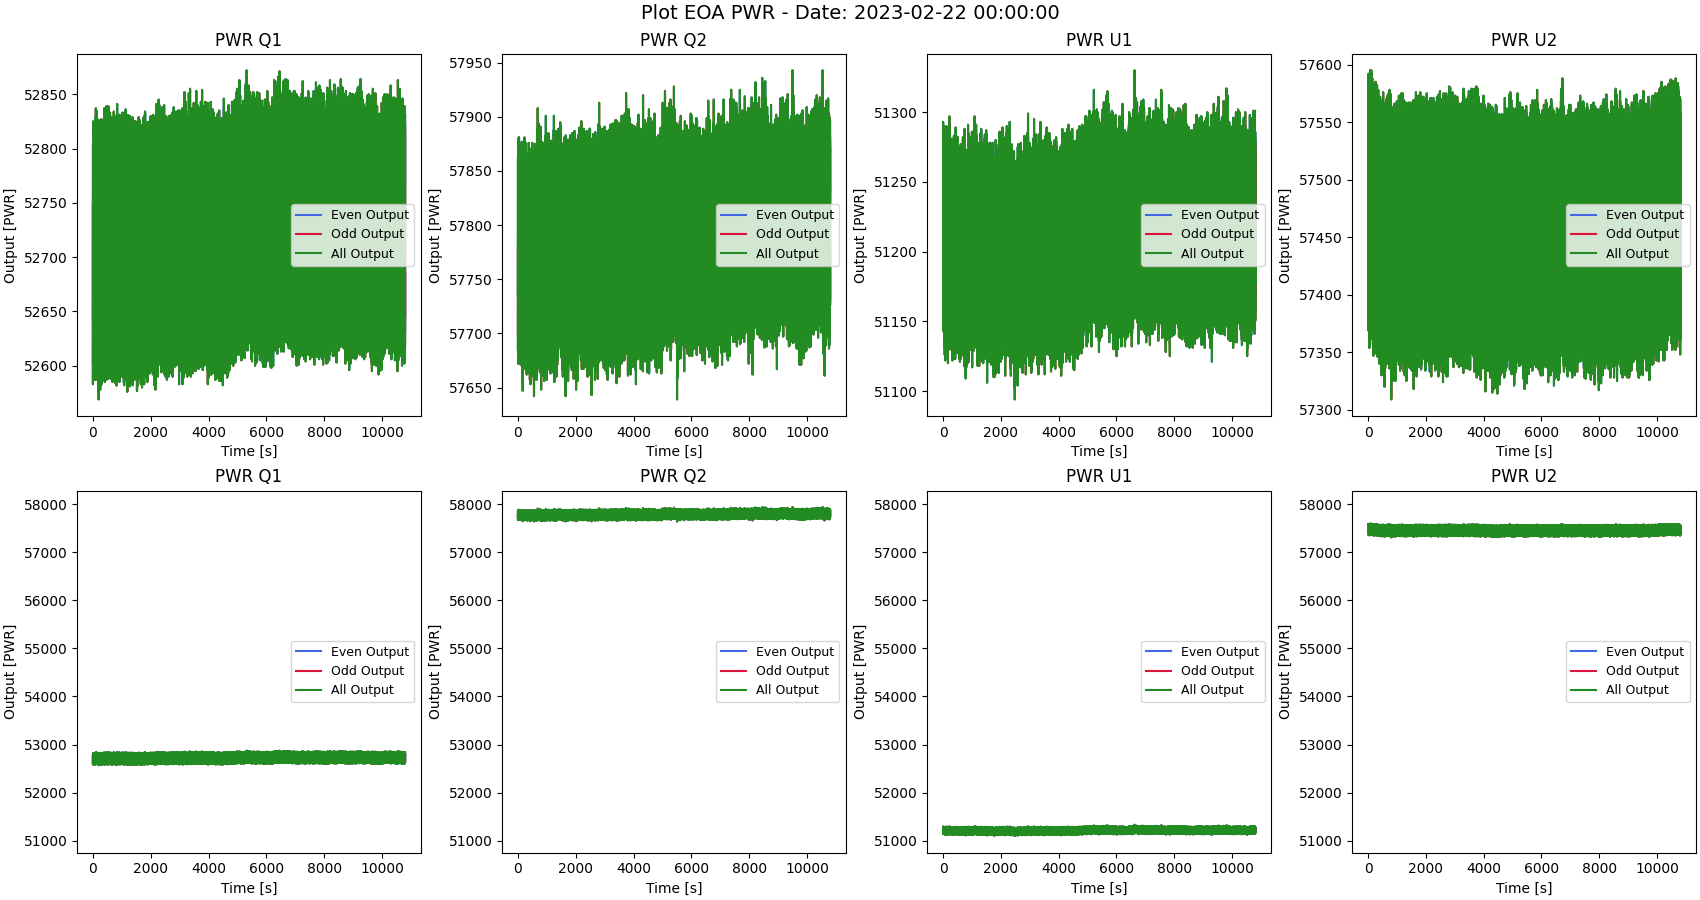 Plot EOA PWR - Date: 2023-02-22 00:00:00
PWR Q1
Output [PWR]
52850
52800
52750
52700
52650
52600
0 2000 4000 6000 8000 10000
Time [s]
Even Output
Odd Output
All Output
PWR Q2
Output [PWR]
57950
57900
57850
57800
57750
57700
57650
0 2000 4000 6000 8000 10000
Time [s]
Even Output
Odd Output
All Output
PWR U1
Output [PWR]
51300
51250
51200
51150
51100
0 2000 4000 6000 8000 10000
Time [s]
Even Output
Odd Output
All Output
PWR U2
Output [PWR]
57600
57550
57500
57450
57400
57350
57300
0 2000 4000 6000 8000 10000
Time [s]
Even Output
Odd Output
All Output
PWR Q1
Output [PWR]
58000
57000
56000
55000
54000
53000
52000
51000
0 2000 4000 6000 8000 10000
Time [s]
Even Output
Odd Output
All Output
PWR Q2
Output [PWR]
58000
57000
56000
55000
54000
53000
52000
51000
0 2000 4000 6000 8000 10000
Time [s]
Even Output
Odd Output
All Output
PWR U1
Output [PWR]
58000
57000
56000
55000
54000
53000
52000
51000
0 2000 4000 6000 8000 10000
Time [s]
Even Output
Odd Output
All Output
PWR U2
Output [PWR]
58000
57000
56000
55000
54000
53000
52000
51000
0 2000 4000 6000 8000 10000
Time [s]
Even Output
Odd Output
All Output